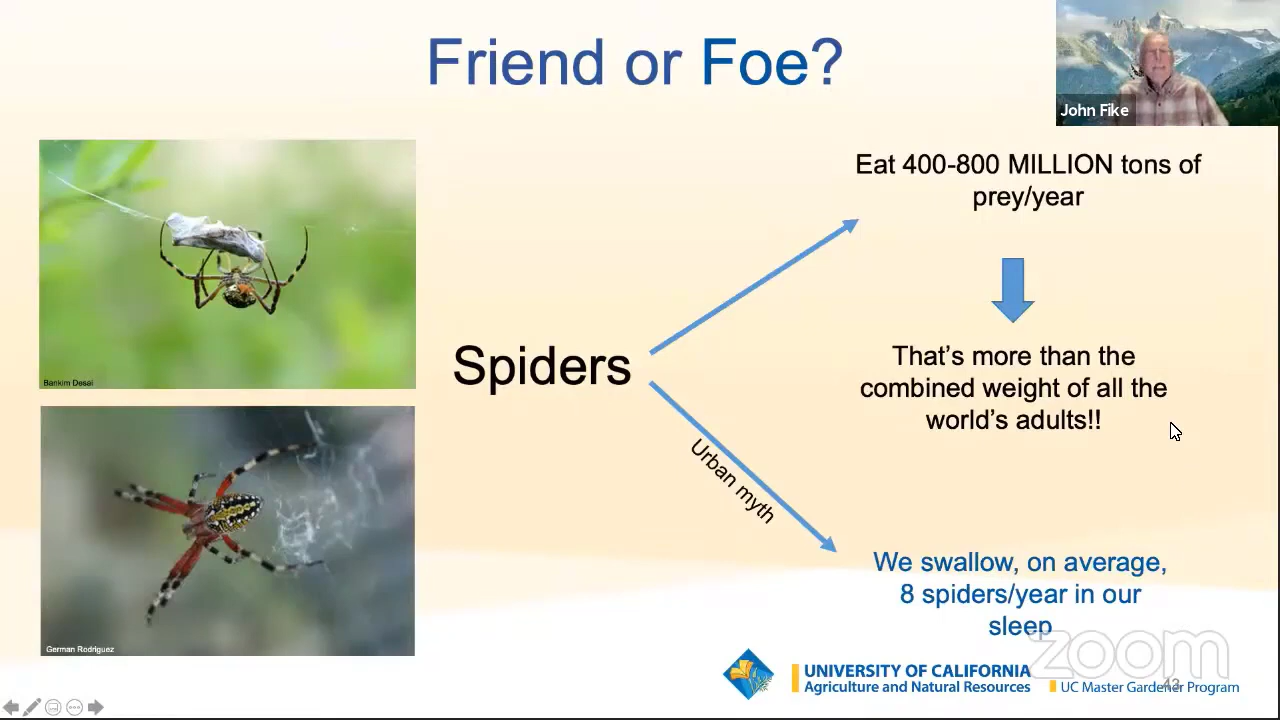 Friend or Foe?
John Fike
Eat 400-800 MILLION tons of
prey/year
Bankim Desai
That's more than the
combined weight of all the
world's adults!!
Spiders
Urban myth
We swallow, on average,
8 spiders/year in our
sleep
German Rodriguez
zoom
UNIVERSITY OF CALIFORNIA
Agriculture and Natural Resources
UC Master Gardener Program
43